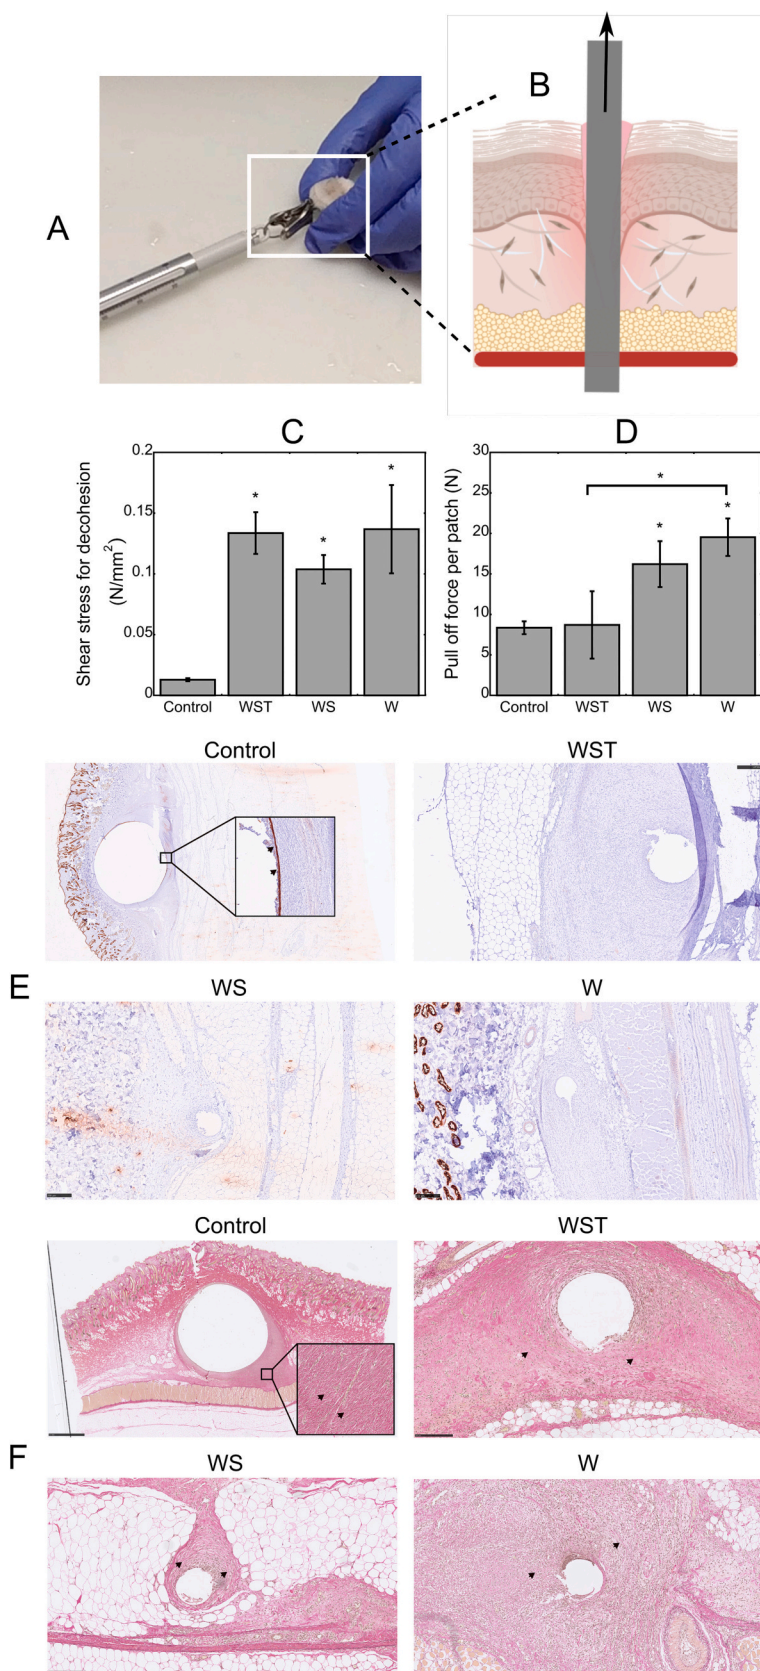 A
B
C
D
Shear stress for decohesion
(N/mm²)
0.2
0.15
0.1
0.05
0
*
*
*
Control
WST
WS
W
Pull off force per patch (N)
30
25
20
15
10
5
0
*
*
*
Control
WST
WS
W
Control
WST
E
WS
W
Control
WST
F
WS
W